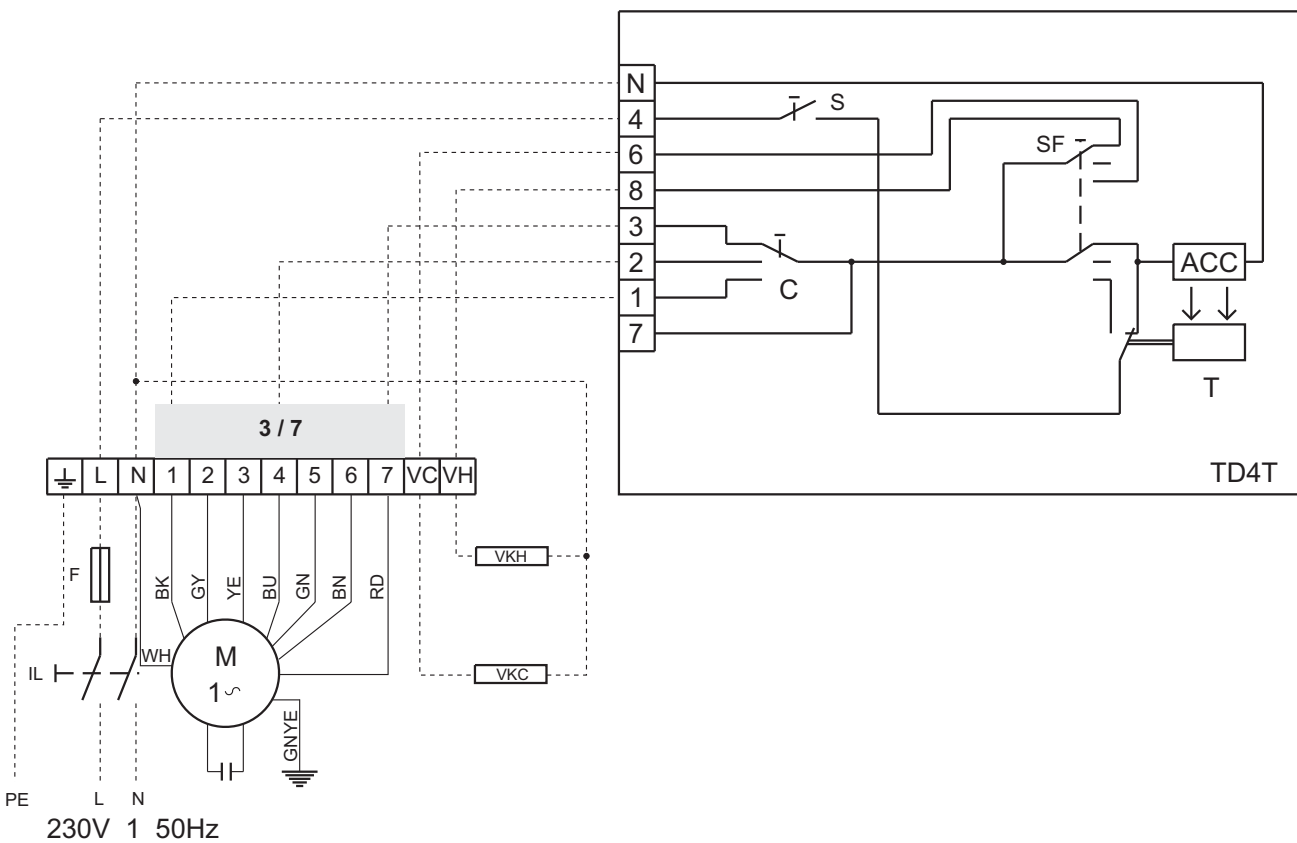 N
4
S
6
SF
8
3
2
ACC
1
C
7
T
TD4T
3 / 7
L N 1 2 3 4 5 6 7 VC VH
VKH
F
BK GY YE BU GN BN RD
WH
M
1~
IL
VKC
GNYE
PE L N
230V 1 50Hz